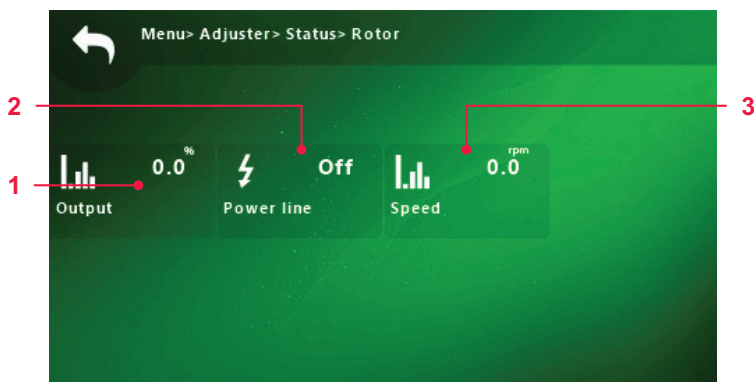 Menu> Adjuster> Status> Rotor
2
3
1
0.0 %
Output
Off
Power line
0.0 rpm
Speed